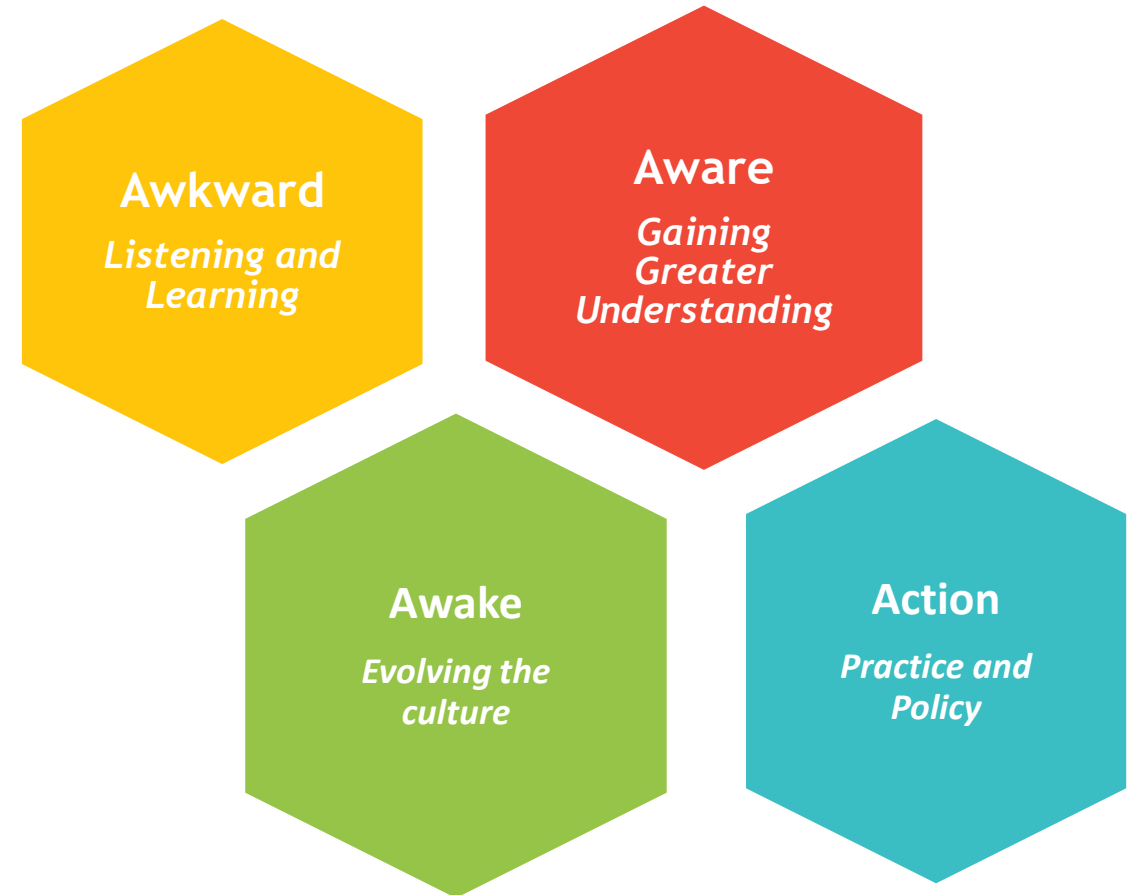 Awkward
Listening and
Learning
Aware
Gaining
Greater
Understanding
Awake
Evolving the
culture
Action
Practice and
Policy